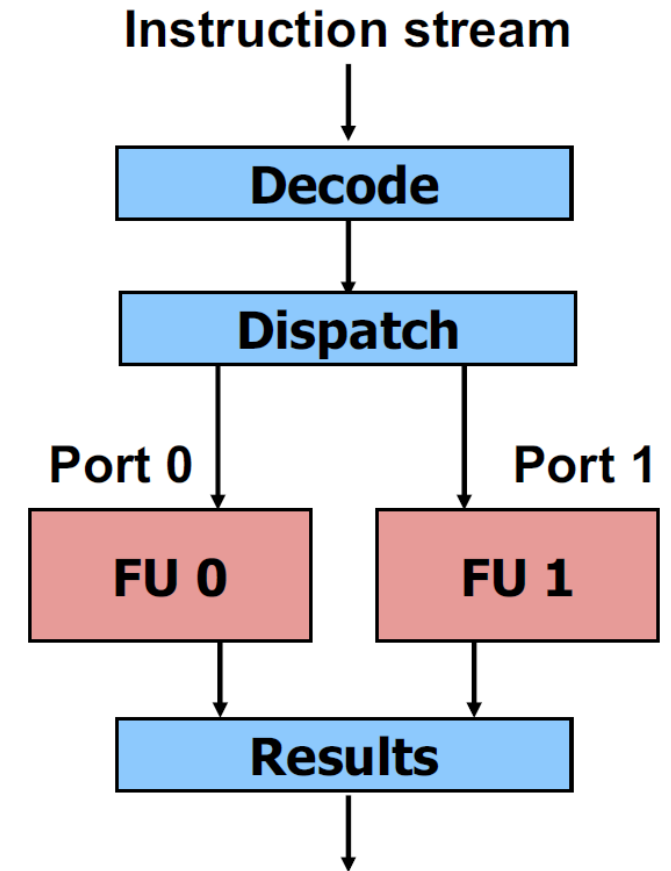 Instruction stream
Decode
Dispatch
Port 0
Port 1
FU 0
FU 1
Results